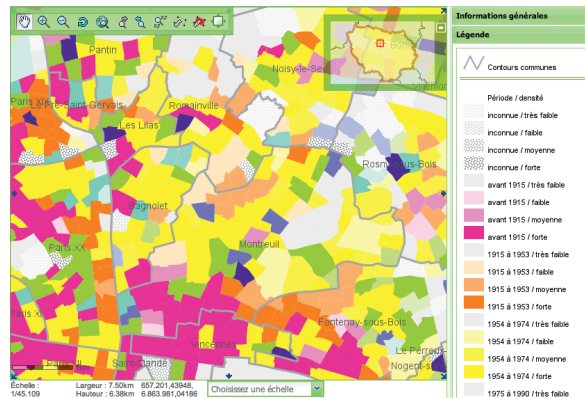 Informations générales
Légende
Contours communes
Période / densité
inconnue / très faible
inconnue / faible
inconnue / moyenne
inconnue / forte
avant 1915 / très faible
avant 1915 / faible
avant 1915 / moyenne
avant 1915 / forte
1915 à 1953 / très faible
1915 à 1953 / faible
1915 à 1953 / moyenne
1915 à 1953 / forte
1954 à 1974 / très faible
1954 à 1974 / faible
1954 à 1974 / moyenne
1954 à 1974 / forte
1975 à 1990 / très faible
Pantin
Noisy-le-Sec
Le Pré-Saint-Gervais
Romainville
Les Lilas
Rosny-sous-Bois
Bagnolet
Paris XX
Montreuil
Fontenay-sous-Bois
Vincennes
Saint-Mandé
Le Perreux
Nogent-s
Échelle :
1/45.109
Largeur : 7.50km
Hauteur : 6.38km
657.201,43948,
6.863.981,04186
Choisissez une échelle